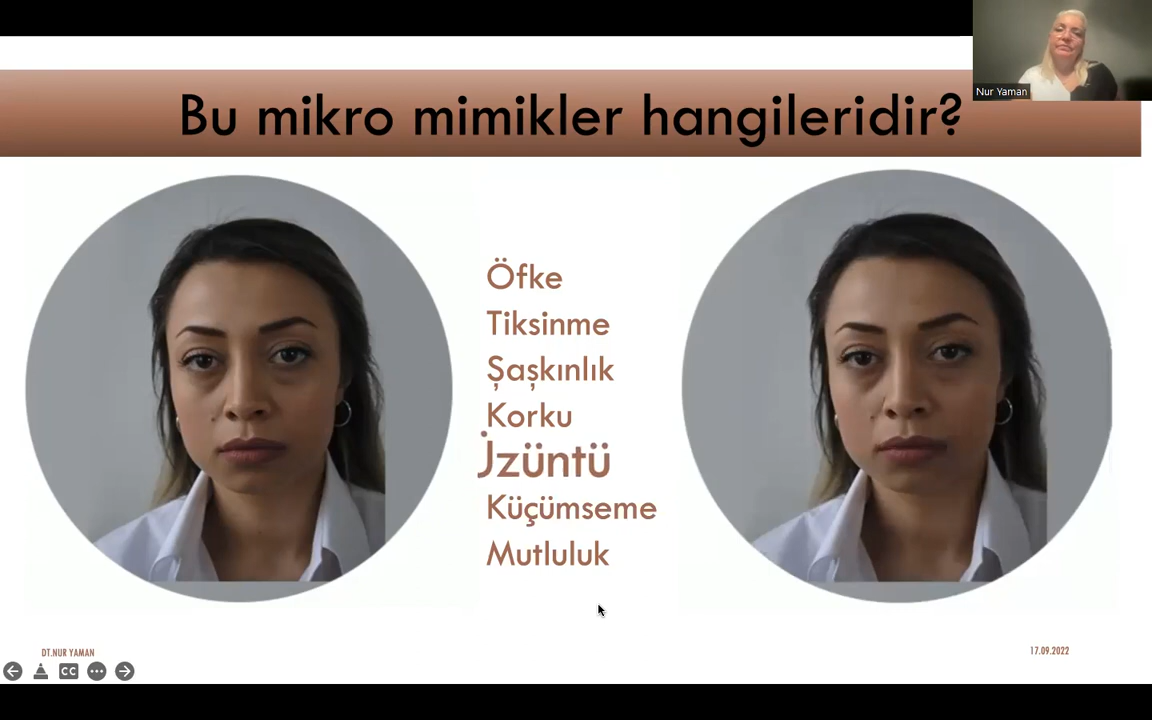 Nur Yaman
Bu mikro mimikler hangileridir?
Öfke
Tiksinme
Şaşkınlık
Korku
İzüntü
Küçümseme
Mutluluk
DT.NUR YAMAN
17.09.2022
CC